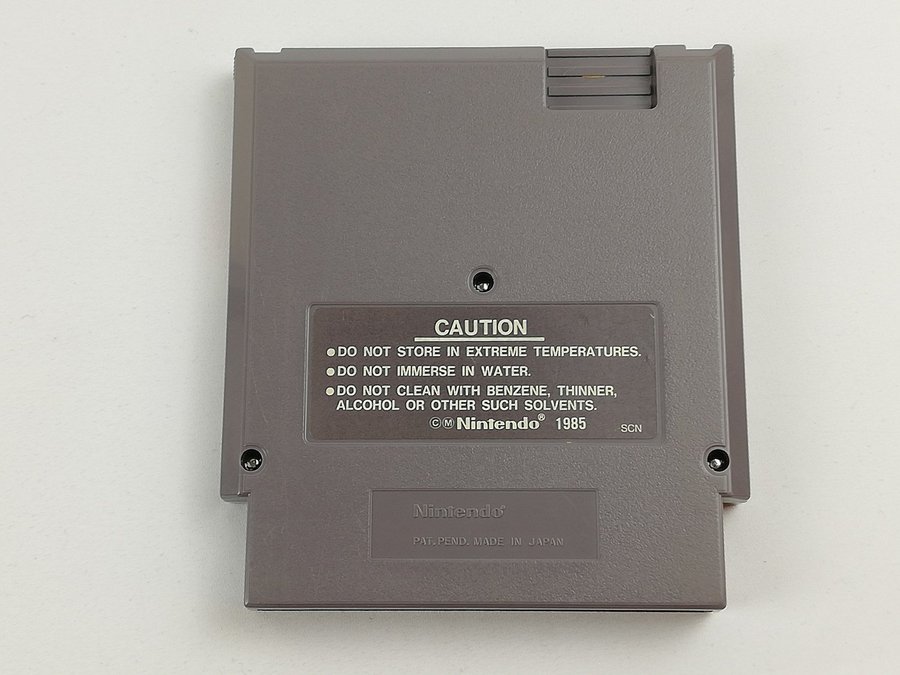 CAUTION
●DO NOT STORE IN EXTREME TEMPERATURES.
●DO NOT IMMERSE IN WATER.
●DO NOT CLEAN WITH BENZENE, THINNER,
ALCOHOL OR OTHER SUCH SOLVENTS.
©Ⓜ Nintendo® 1985 SCN
Nintendo®
PAT. PEND. MADE IN JAPAN